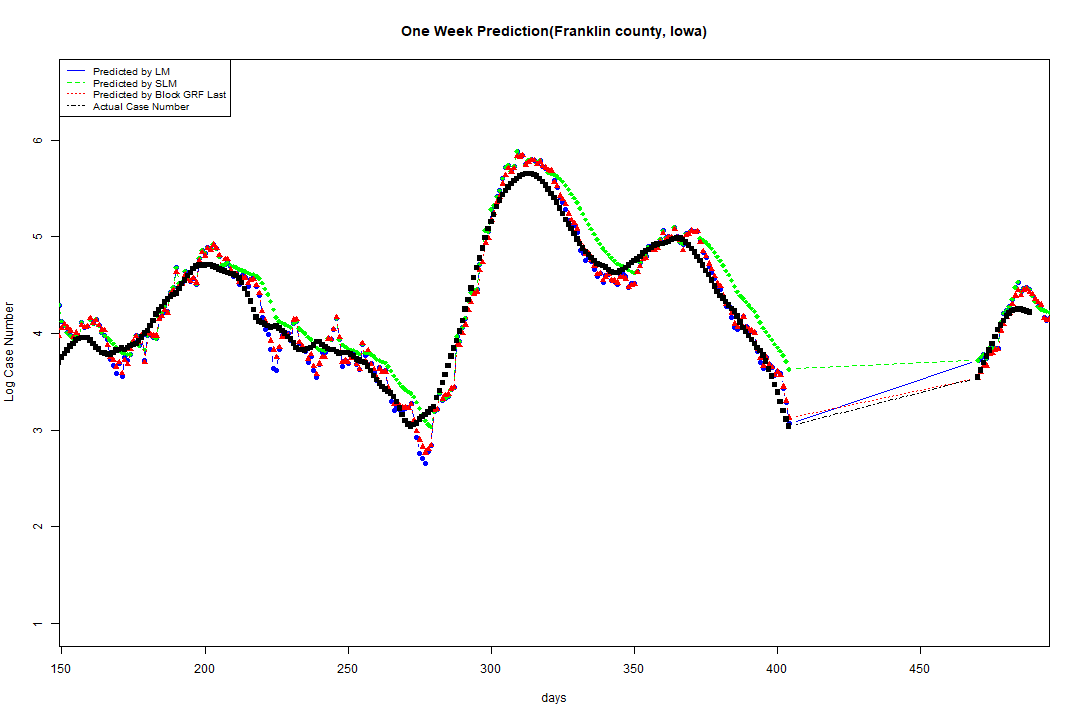 One Week Prediction(Franklin county, Iowa)
Predicted by LM
Predicted by SLM
Predicted by Block GRF Last
Actual Case Number
Log Case Number
6
5
4
3
2
1
150 200 250 300 350 400 450
days